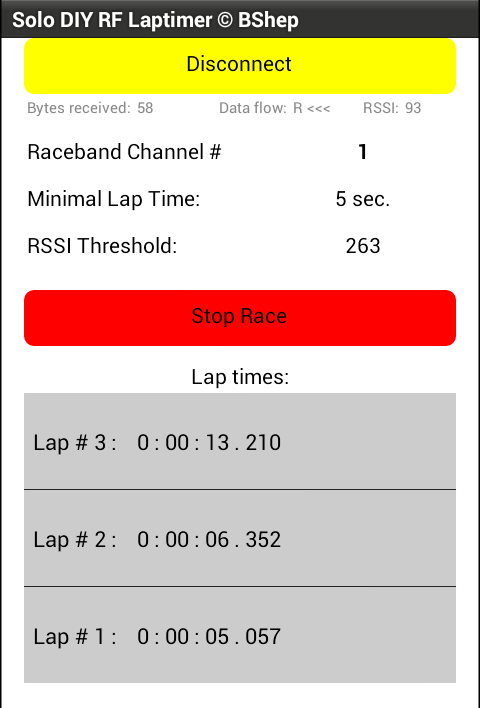 Solo DIY RF Laptimer © BShep
Disconnect
Bytes received: 58 Data flow: R <<< RSSI: 93
Raceband Channel # 1
Minimal Lap Time: 5 sec.
RSSI Threshold: 263
Stop Race
Lap times:
Lap # 3 : 0 : 00 : 13 . 210
Lap # 2 : 0 : 00 : 06 . 352
Lap # 1 : 0 : 00 : 05 . 057